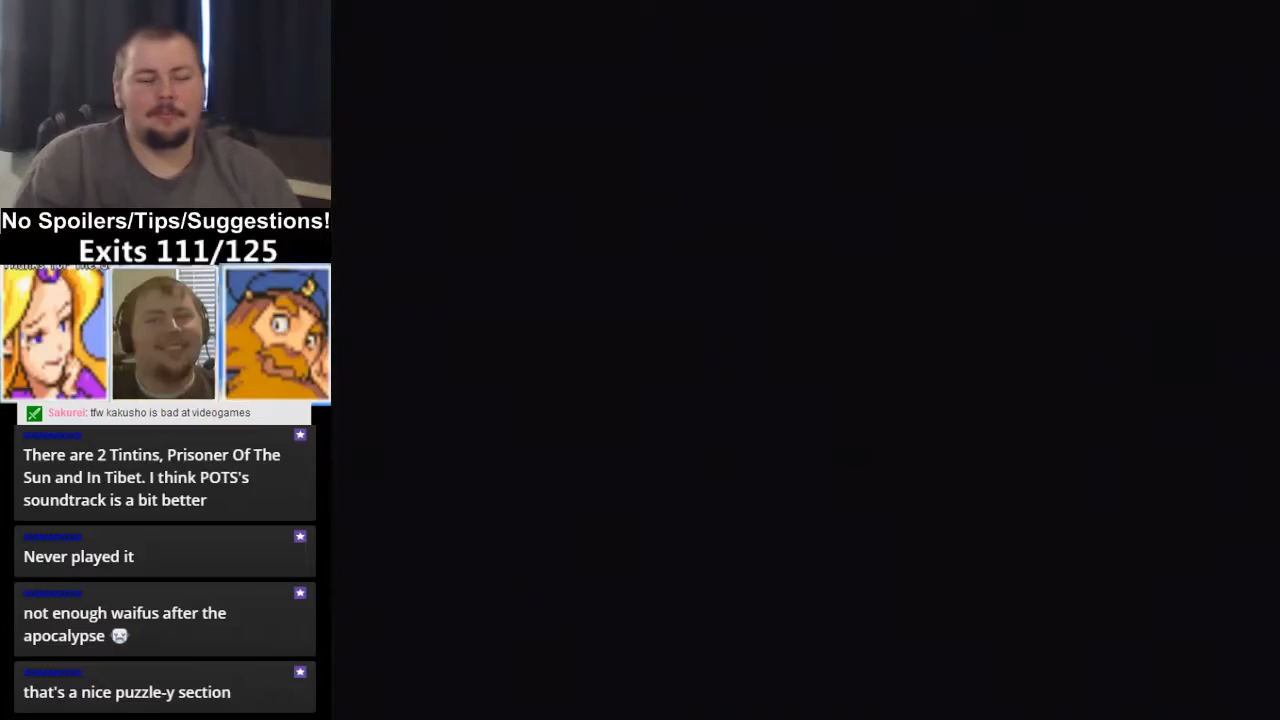 No Spoilers/Tips/Suggestions!
Exits 111/125
Sakurei: tfw kakusho is bad at videogames
There are 2 Tintins, Prisoner Of The
Sun and In Tibet. I think POTS's
soundtrack is a bit better
Never played it
not enough waifus after the
apocalypse
that's a nice puzzle-y section